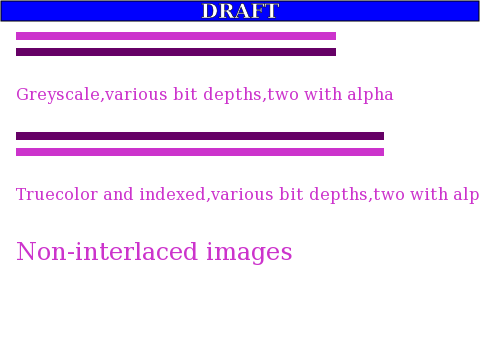 DRAFT
Greyscale,various bit depths,two with alpha
Truecolor and indexed,various bit depths,two with alp
Non-interlaced images